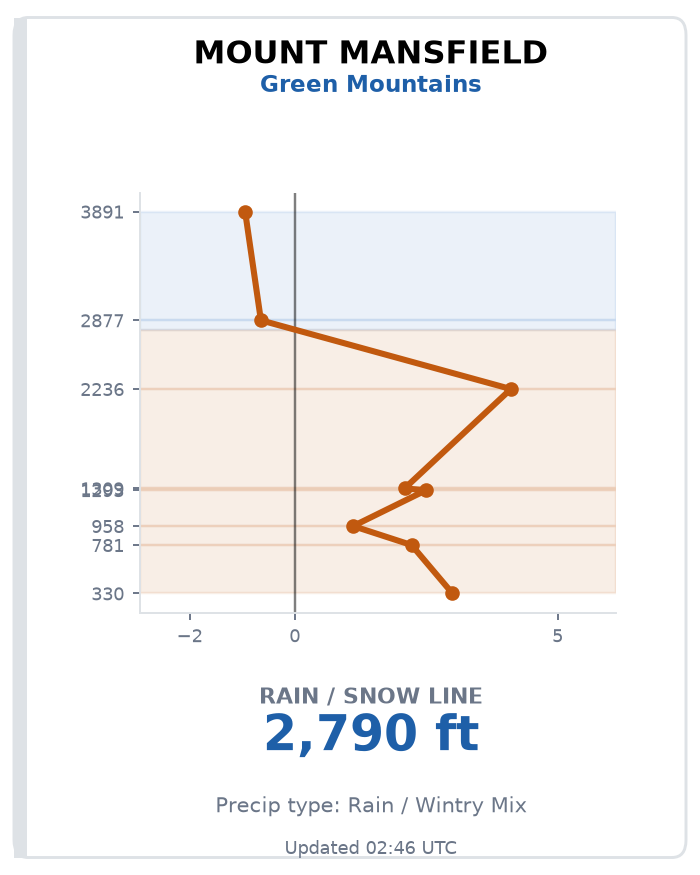 MOUNT MANSFIELD
Green Mountains
3891
2877
2236
958
781
330
−2 0 5
RAIN / SNOW LINE
2,790 ft
Precip type: Rain / Wintry Mix
Updated 02:46 UTC